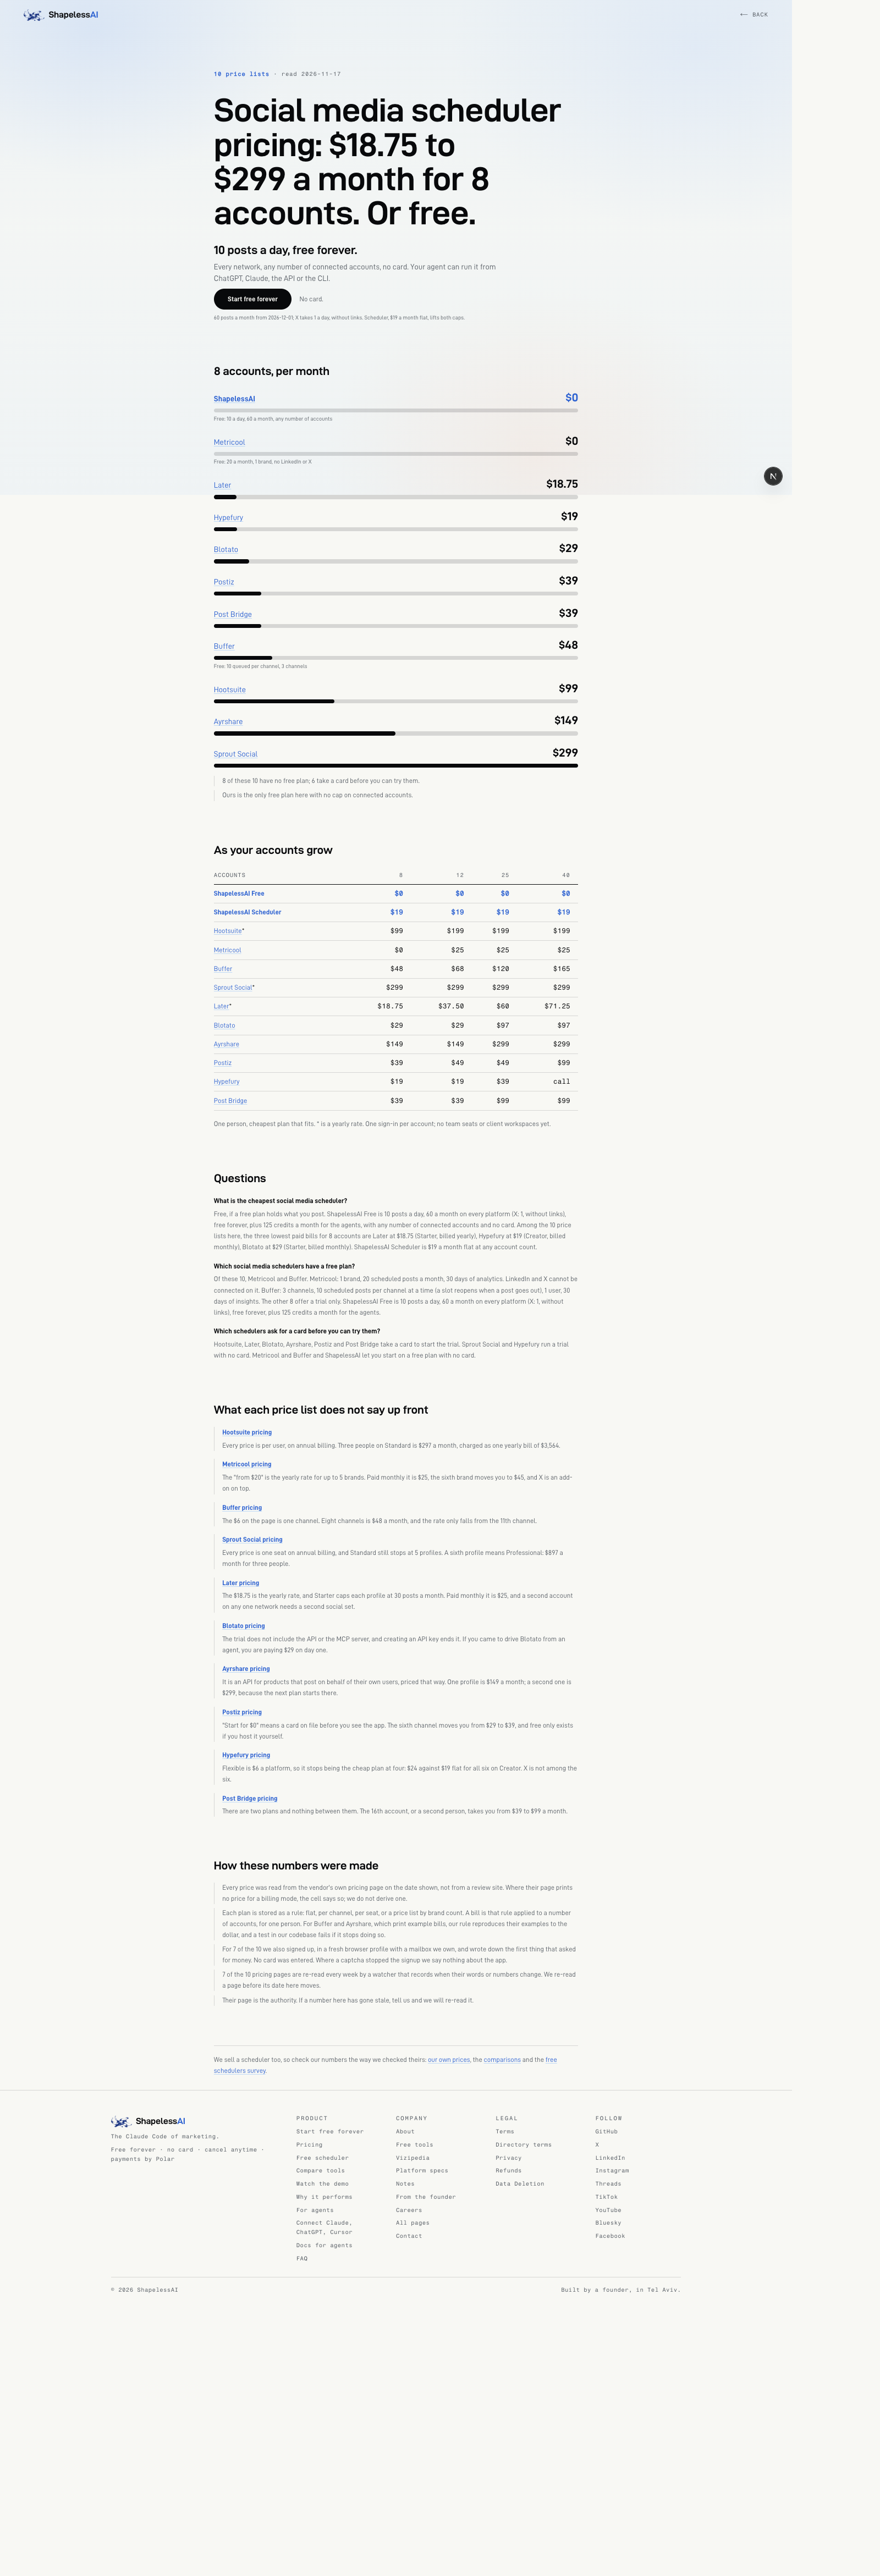 ShapelessAI
← BACK
10 price lists · read 2026-11-17
Social media scheduler
pricing: $18.75 to
$299 a month for 8
accounts. Or free.
10 posts a day, free forever.
Every network, any number of connected accounts, no card. Your agent can run it from
ChatGPT, Claude, the API or the CLI.
Start free forever
No card.
60 posts a month from 2026-12-01. X takes 1 a day, without links. Scheduler, $19 a month flat, lifts both caps.
8 accounts, per month
ShapelessAI $0
Free: 10 a day, 60 a month, any number of accounts
Metricool $0
Free: 20 a month, 1 brand, no LinkedIn or X
Later $18.75
Hypefury $19
Blotato $29
Postiz $39
Post Bridge $39
Buffer $48
Free: 10 queued per channel, 3 channels
Hootsuite $99
Ayrshare $149
Sprout Social $299
8 of these 10 have no free plan; 6 take a card before you can try them.
Ours is the only free plan here with no cap on connected accounts.
As your accounts grow
ACCOUNTS 8 12 25 40
ShapelessAI Free $0 $0 $0 $0
ShapelessAI Scheduler $19 $19 $19 $19
Hootsuite* $99 $199 $199 $199
Metricool $0 $25 $25 $25
Buffer $48 $68 $120 $165
Sprout Social* $299 $299 $299 $299
Later* $18.75 $37.50 $60 $71.25
Blotato $29 $29 $97 $97
Ayrshare $149 $149 $299 $299
Postiz $39 $49 $49 $99
Hypefury $19 $19 $39 call
Post Bridge $39 $39 $99 $99
One person, cheapest plan that fits. * is a yearly rate. One sign-in per account; no team seats or client workspaces yet.
Questions
What is the cheapest social media scheduler?
Free, if a free plan holds what you post. ShapelessAI Free is 10 posts a day, 60 a month on every platform (X: 1, without links),
free forever, plus 125 credits a month for the agents, with any number of connected accounts and no card. Among the 10 price
lists here, the three lowest paid bills for 8 accounts are Later at $18.75 (Starter, billed yearly), Hypefury at $19 (Creator, billed
monthly), Blotato at $29 (Starter, billed monthly). ShapelessAI Scheduler is $19 a month flat at any account count.
Which social media schedulers have a free plan?
Of these 10, Metricool and Buffer. Metricool: 1 brand, 20 scheduled posts a month, 30 days of analytics. LinkedIn and X cannot be
connected on it. Buffer: 3 channels, 10 scheduled posts per channel at a time (a slot reopens when a post goes out), 1 user, 30
days of insights. The other 8 offer a trial only. ShapelessAI Free is 10 posts a day, 60 a month on every platform (X: 1, without
links), free forever, plus 125 credits a month for the agents.
Which schedulers ask for a card before you can try them?
Hootsuite, Later, Blotato, Ayrshare, Postiz and Post Bridge take a card to start the trial. Sprout Social and Hypefury run a trial
with no card. Metricool and Buffer and ShapelessAI let you start on a free plan with no card.
What each price list does not say up front
Hootsuite pricing
Every price is per user, on annual billing. Three people on Standard is $297 a month, charged as one yearly bill of $3,564.
Metricool pricing
The "from $20" is the yearly rate for up to 5 brands. Paid monthly it is $25, the sixth brand moves you to $45, and X is an add-
on on top.
Buffer pricing
The $6 on the page is one channel. Eight channels is $48 a month, and the rate only falls from the 11th channel.
Sprout Social pricing
Every price is one seat on annual billing, and Standard still stops at 5 profiles. A sixth profile means Professional: $897 a
month for three people.
Later pricing
The $18.75 is the yearly rate, and Starter caps each profile at 30 posts a month. Paid monthly it is $25, and a second account
on any one network needs a second social set.
Blotato pricing
The trial does not include the API or the MCP server, and creating an API key ends it. If you came to drive Blotato from an
agent, you are paying $29 on day one.
Ayrshare pricing
It is an API for products that post on behalf of their own users, priced that way. One profile is $149 a month; a second one is
$299, because the next plan starts there.
Postiz pricing
"Start for $0" means a card on file before you see the app. The sixth channel moves you from $29 to $39, and free only exists
if you host it yourself.
Hypefury pricing
Flexible is $6 a platform, so it stops being the cheap plan at four: $24 against $19 flat for all six on Creator. X is not among the
six.
Post Bridge pricing
There are two plans and nothing between them. The 16th account, or a second person, takes you from $39 to $99 a month.
How these numbers were made
Every price was read from the vendor's own pricing page on the date shown, not from a review site. Where their page prints
no price for a billing mode, the cell says so; we do not derive one.
Each plan is stored as a rule: flat, per channel, per seat, or a price list by brand count. A bill is that rule applied to a number
of accounts, for one person. For Buffer and Ayrshare, which print example bills, our rule reproduces their examples to the
dollar, and a test in our codebase fails if it stops doing so.
For 7 of the 10 we also signed up, in a fresh browser profile with a mailbox we own, and wrote down the first thing that asked
for money. No card was entered. Where a captcha stopped the signup we say nothing about the app.
7 of the 10 pricing pages are re-read every week by a watcher that records when their words or numbers change. We re-read
a page before its date here moves.
Their page is the authority. If a number here has gone stale, tell us and we will re-read it.
We sell a scheduler too, so check our numbers the way we checked theirs: our own prices, the comparisons and the free
schedulers survey.
ShapelessAI
The Claude Code of marketing.
Free forever · no card · cancel anytime ·
payments by Polar
PRODUCT
Start free forever
Pricing
Free scheduler
Compare tools
Watch the demo
Why it performs
For agents
Connect Claude,
ChatGPT, Cursor
Docs for agents
FAQ
COMPANY
About
Free tools
Vizipedia
Platform specs
Notes
From the founder
Careers
All pages
Contact
LEGAL
Terms
Directory terms
Privacy
Refunds
Data Deletion
FOLLOW
GitHub
X
LinkedIn
Instagram
Threads
TikTok
YouTube
Bluesky
Facebook
© 2026 ShapelessAI
Built by a founder, in Tel Aviv.